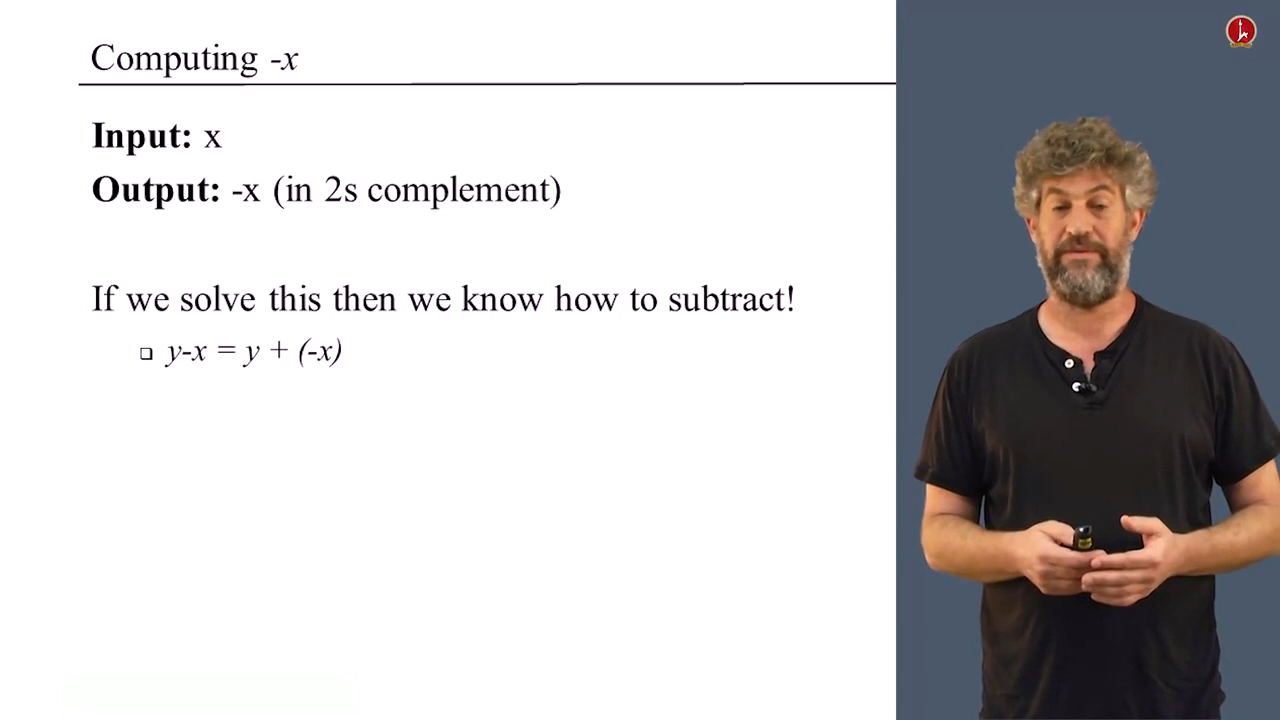 Computing -x
Input: x
Output: -x (in 2s complement)
If we solve this then we know how to subtract!
y-x = y + (-x)